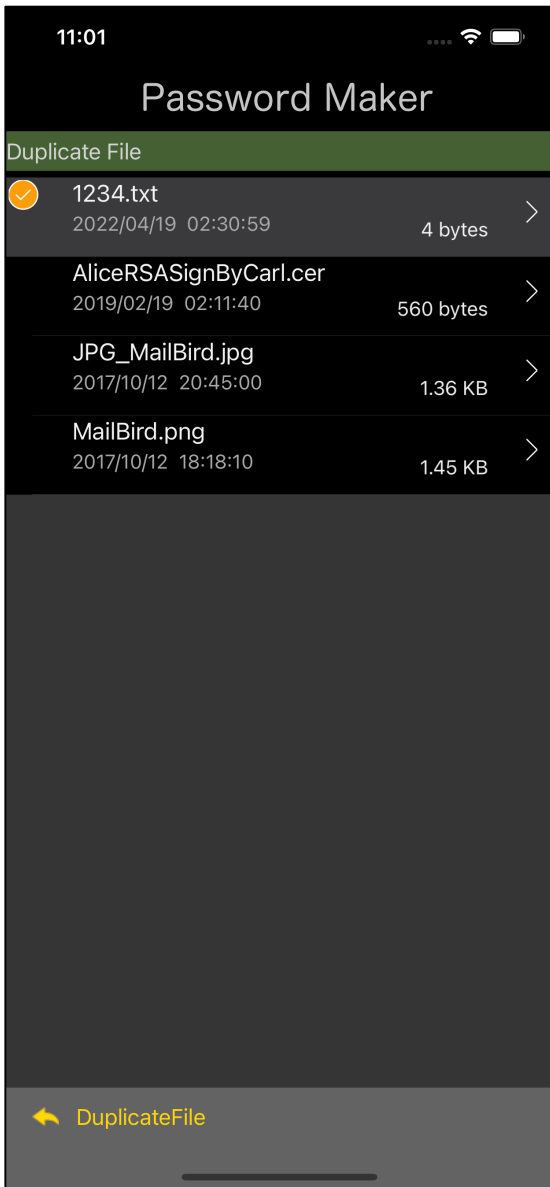 11:01
Password Maker
Duplicate File
1234.txt
2022/04/19 02:30:59
4 bytes
AliceRSASignByCarl.cer
2019/02/19 02:11:40
560 bytes
JPG_MailBird.jpg
2017/10/12 20:45:00
1.36 KB
MailBird.png
2017/10/12 18:18:10
1.45 KB
DuplicateFile